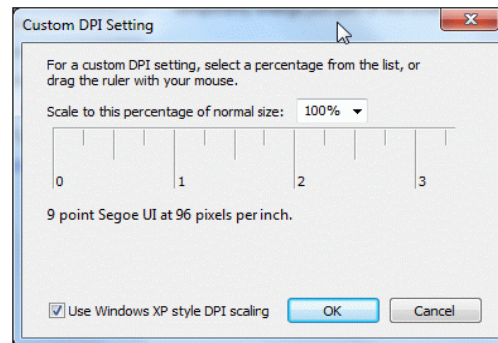 Custom DPI Setting
For a custom DPI setting, select a percentage from the list, or
drag the ruler with your mouse.
Scale to this percentage of normal size: 100%
0 1 2 3
9 point Segoe UI at 96 pixels per inch.
Use Windows XP style DPI scaling OK Cancel